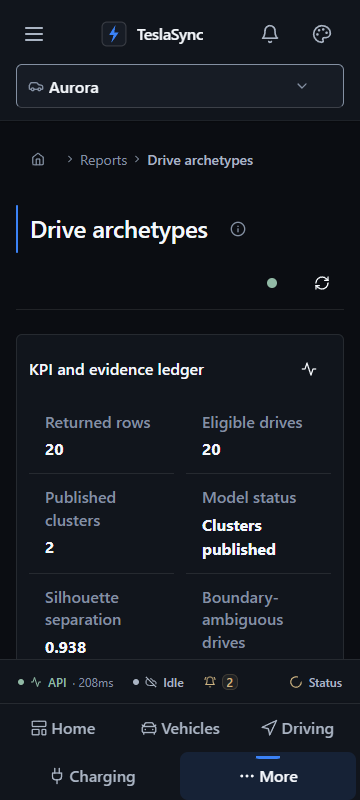 TeslaSync
Aurora
Reports > Drive archetypes
Drive archetypes
KPI and evidence ledger
Returned rows
20
Eligible drives
20
Published
clusters
2
Model status
Clusters
published
Silhouette
separation
0.938
Boundary-
ambiguous
drives
API · 208ms Idle 2 Status
Home Vehicles Driving
Charging More